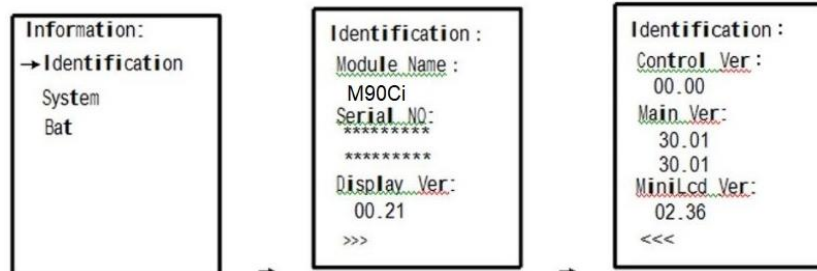 Information:
→Identification
System
Bat
→
Identification :
Module Name :
M90Ci
Serial NO:
*********
*********
Display Ver:
00.21
>>>
→
Identification :
Control Ver :
00.00
Main Ver:
30.01
30.01
MiniLcd Ver:
02.36
<<<